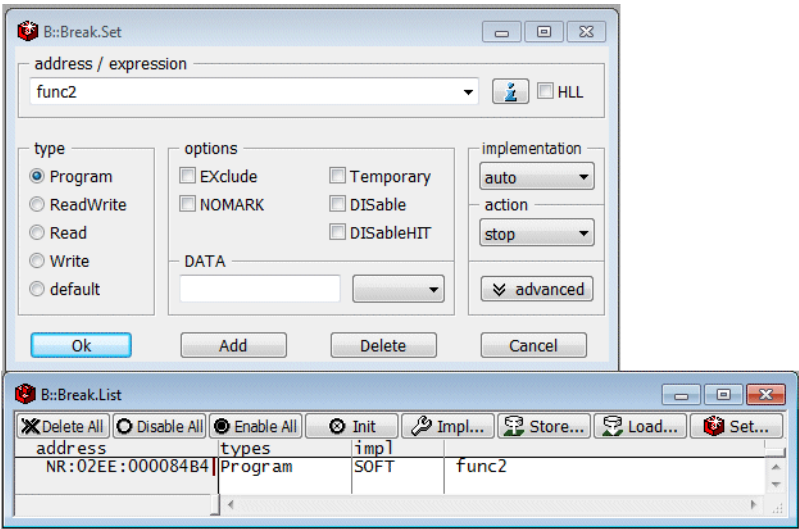 B::Break.Set
address / expression
func2
HLL
type options implementation
Program EXclude Temporary auto
ReadWrite NOMARK DISable action
Read DISableHIT stop
Write DATA
default advanced
Ok Add Delete Cancel
B::Break.List
Delete All Disable All Enable All Init Impl... Store... Load... Set...
address types impl
NR:02EE:000084B4 Program SOFT func2